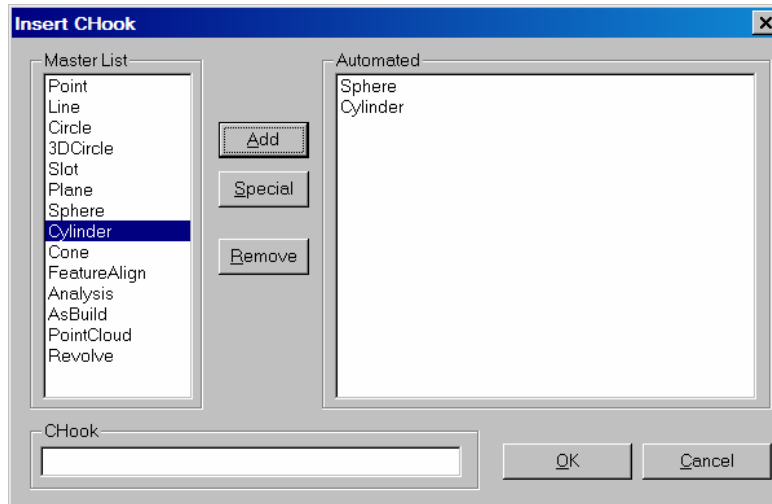 Insert CHook
Master List
Point
Line
Circle
3DCircle
Slot
Plane
Sphere
Cylinder
Cone
FeatureAlign
Analysis
AsBuild
PointCloud
Revolve
Add
Special
Remove
Automated
Sphere
Cylinder
CHook
OK
Cancel